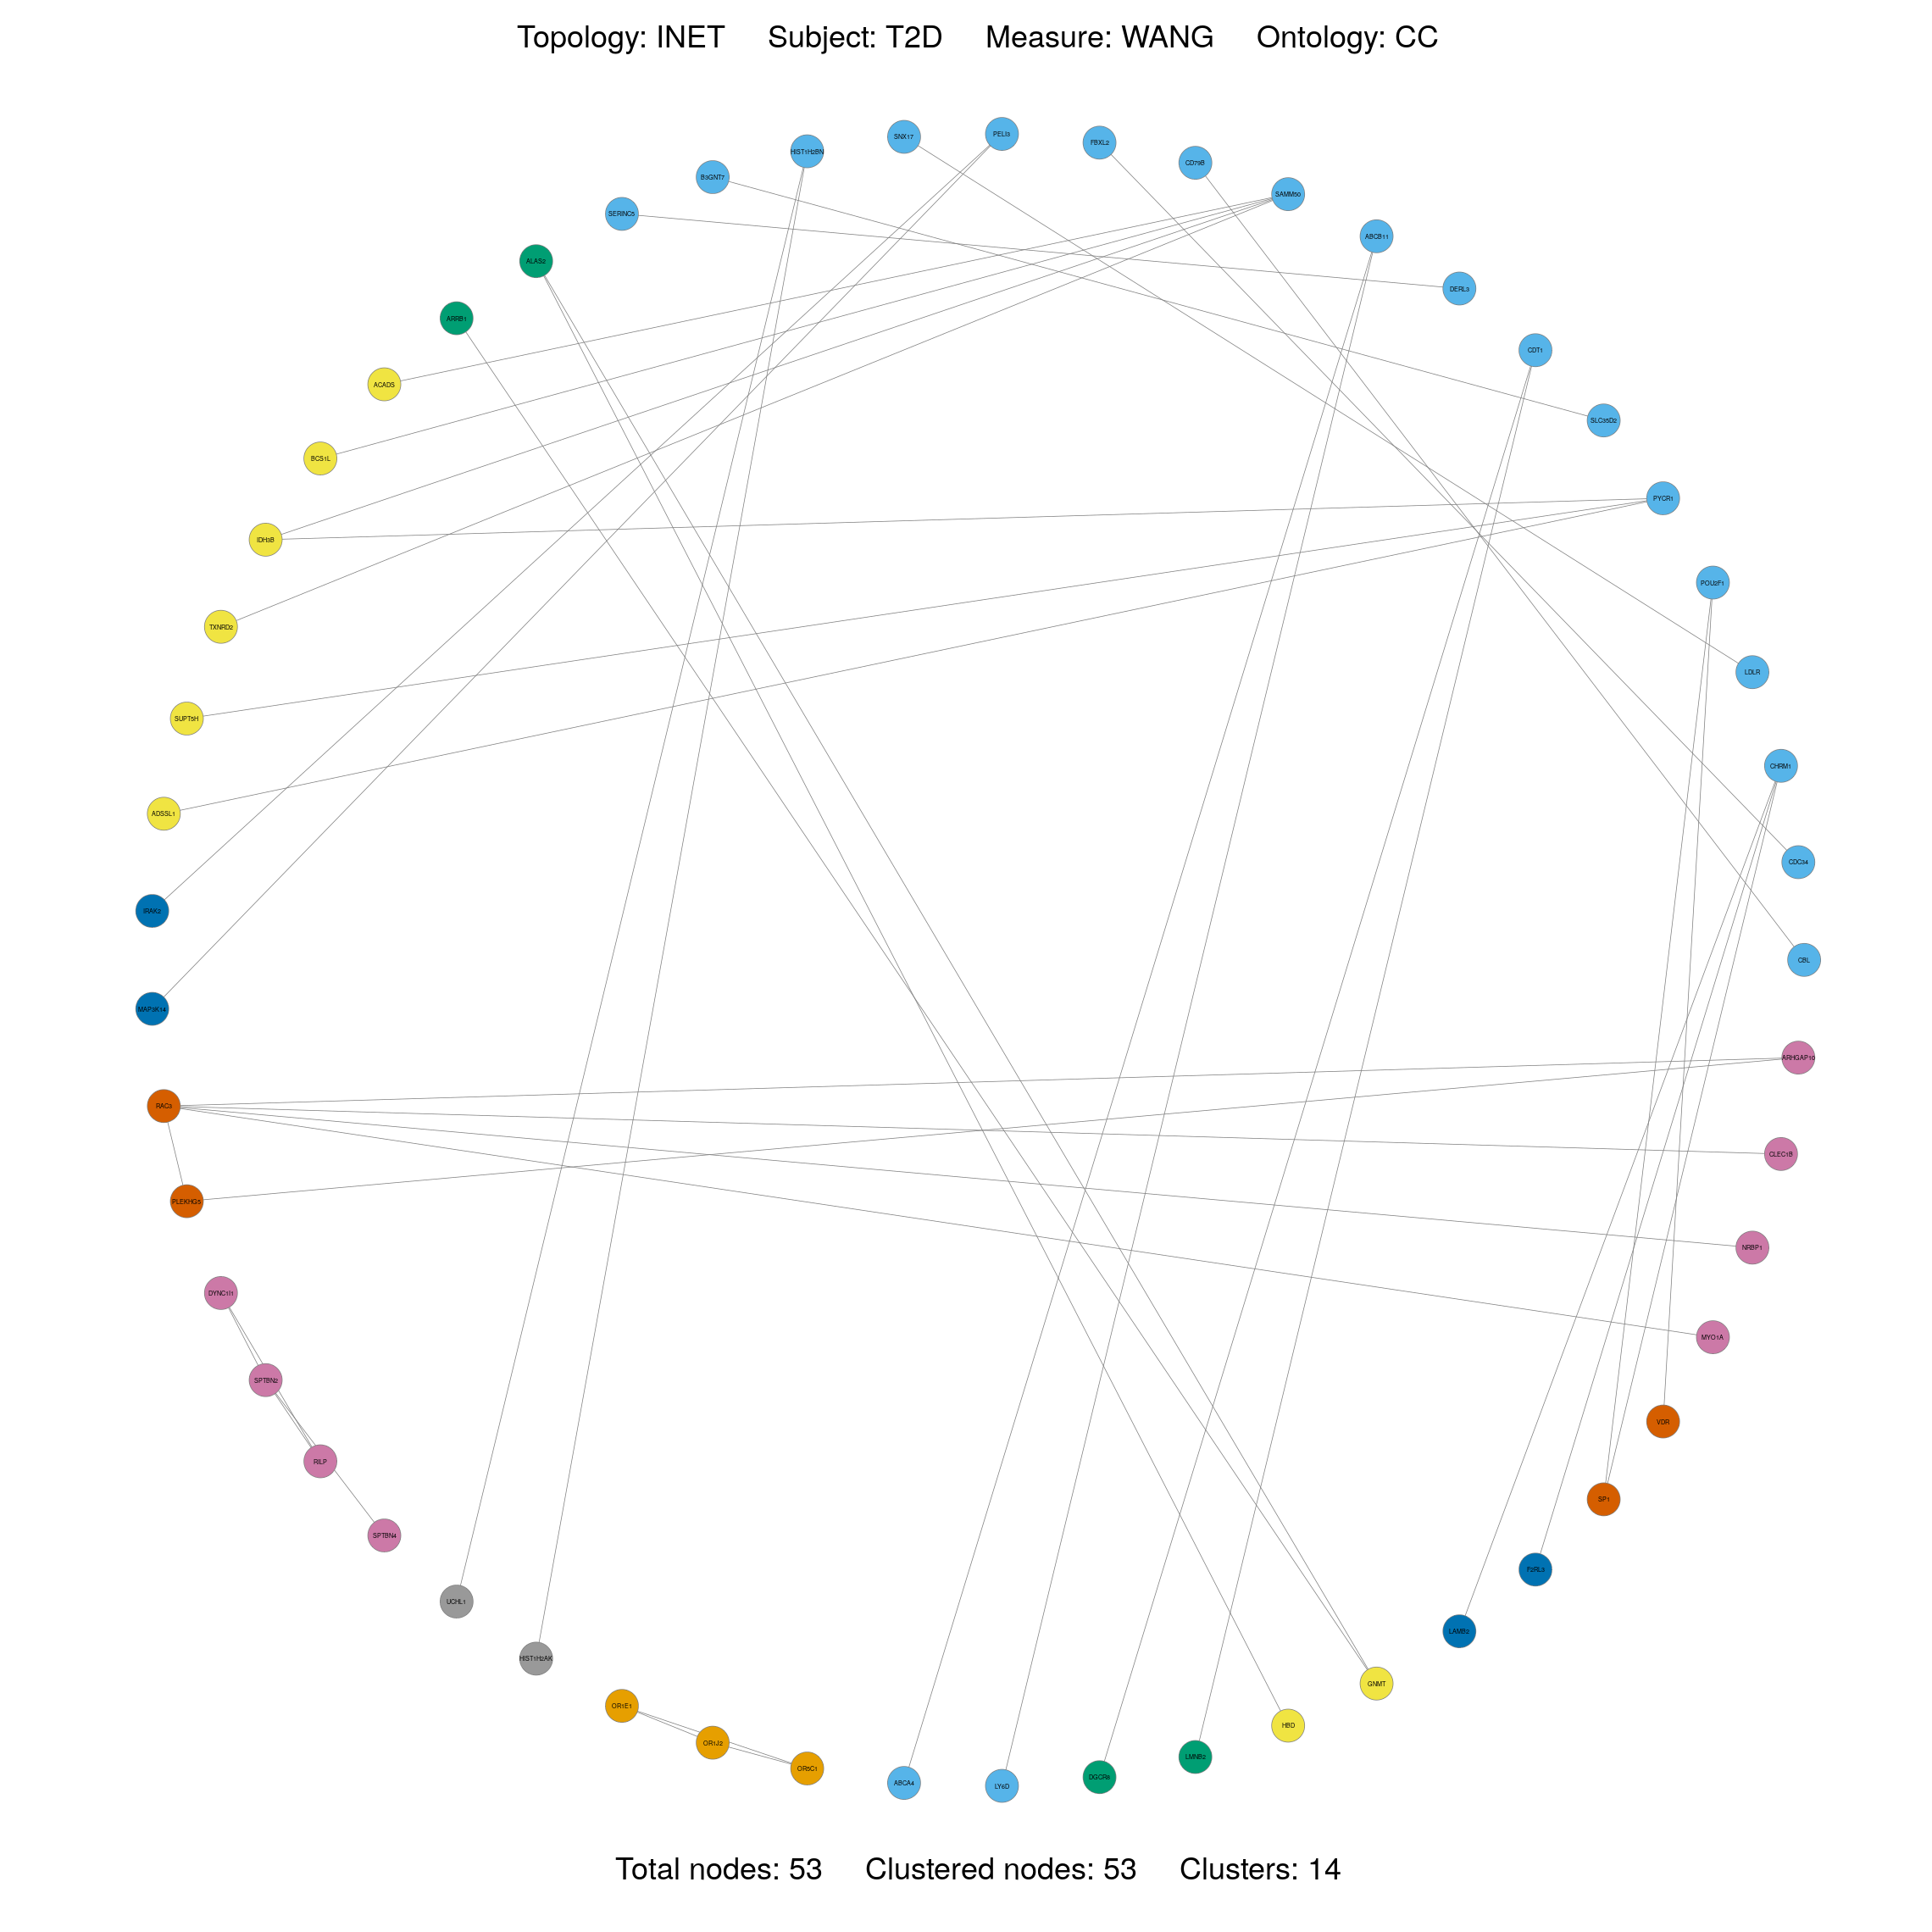 Topology: INET Subject: T2D Measure: WANG Ontology: CC
PELI3
SNX17
FBXL2
HIST1H2BN
CD79B
B3GNT7
SAMM50
SERINC5
ABCB11
ALAS2
DERL3
ARRB1
CDT1
ACADS
SLC35D2
BCS1L
PYCR1
IDH3B
POU2F1
TXNRD2
LDLR
SUPT5H
CHRM1
ADSSL1
CDC34
IRAK2
CBL
MAP3K14
ARHGAP10
RAC3
CLEC1B
PLEKHG5
NRBP1
DYNC1I1
MYO1A
SPTBN2
VDR
RILP
SP1
SPTBN4
F2RL3
UCHL1
LAMB2
HIST1H2AK
GNMT
OR1E1
HBD
OR1J2
LMNB2
OR5C1
DGCR8
ABCA4
LY6D
Total nodes: 53 Clustered nodes: 53 Clusters: 14